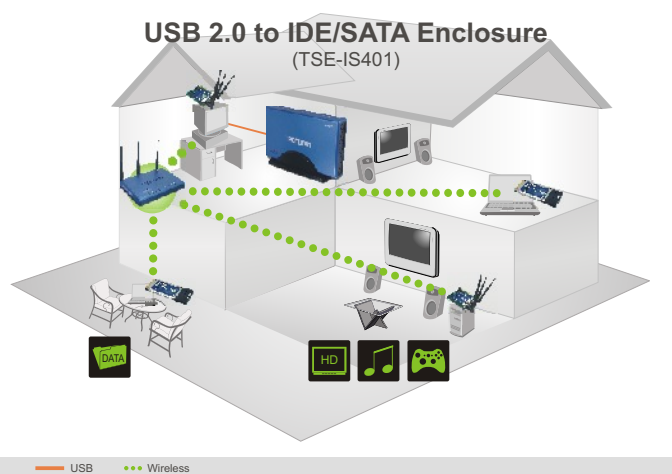 USB 2.0 to IDE/SATA Enclosure
(TSE-IS401)
DATA
HD
USB
Wireless